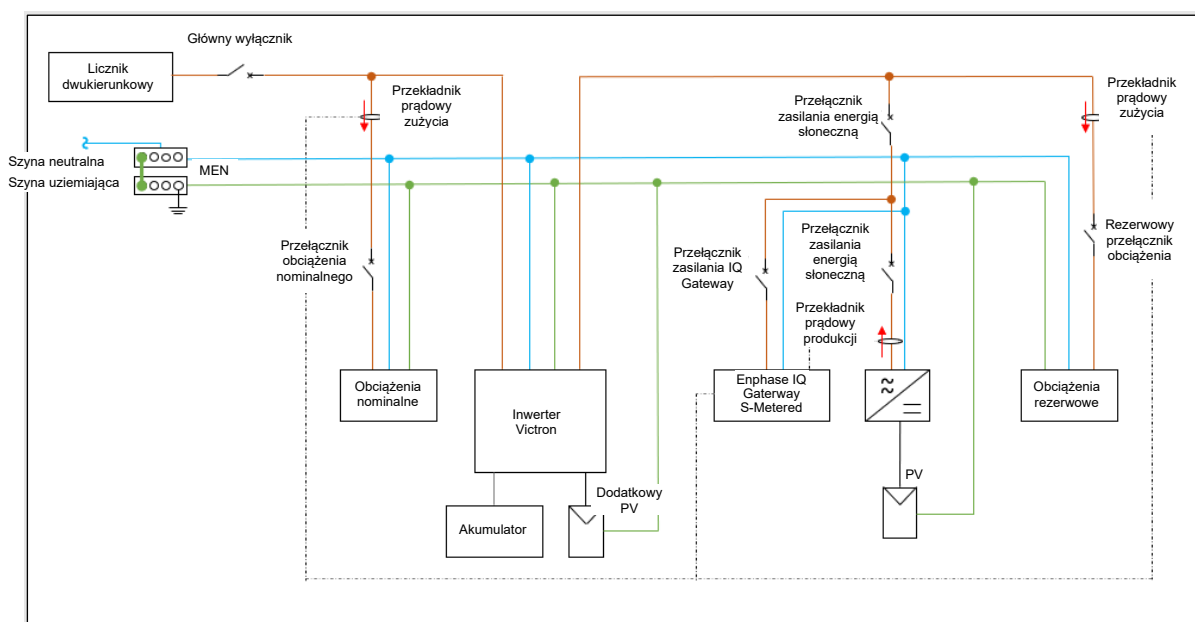 Główny wyłącznik
Licznik
dwukierunkowy
Przekładnik
prądowy
zużycia
Przełącznik
zasilania energią
słoneczną
Przekładnik
prądowy
zużycia
Szyna neutralna
MEN
Szyna uziemiająca
Przełącznik
obciążenia
nominalnego
Przełącznik
zasilania IQ
Gateway
Przełącznik
zasilania
energią
słoneczną
Rezerwowy
przełącznik
obciążenia
Przekładnik
prądowy
produkcji
Obciążenia
nominalne
Inwerter
Victron
Enphase IQ
Gaterway
S-Metered
Obciążenia
rezerwowe
Akumulator
Dodatkowy
PV
PV